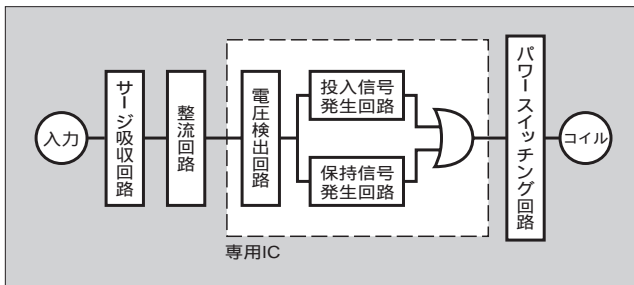 入力
サージ吸収回路
整流回路
電圧検出回路
投入信号
発生回路
保持信号
発生回路
パワースイッチング回路
コイル
専用IC